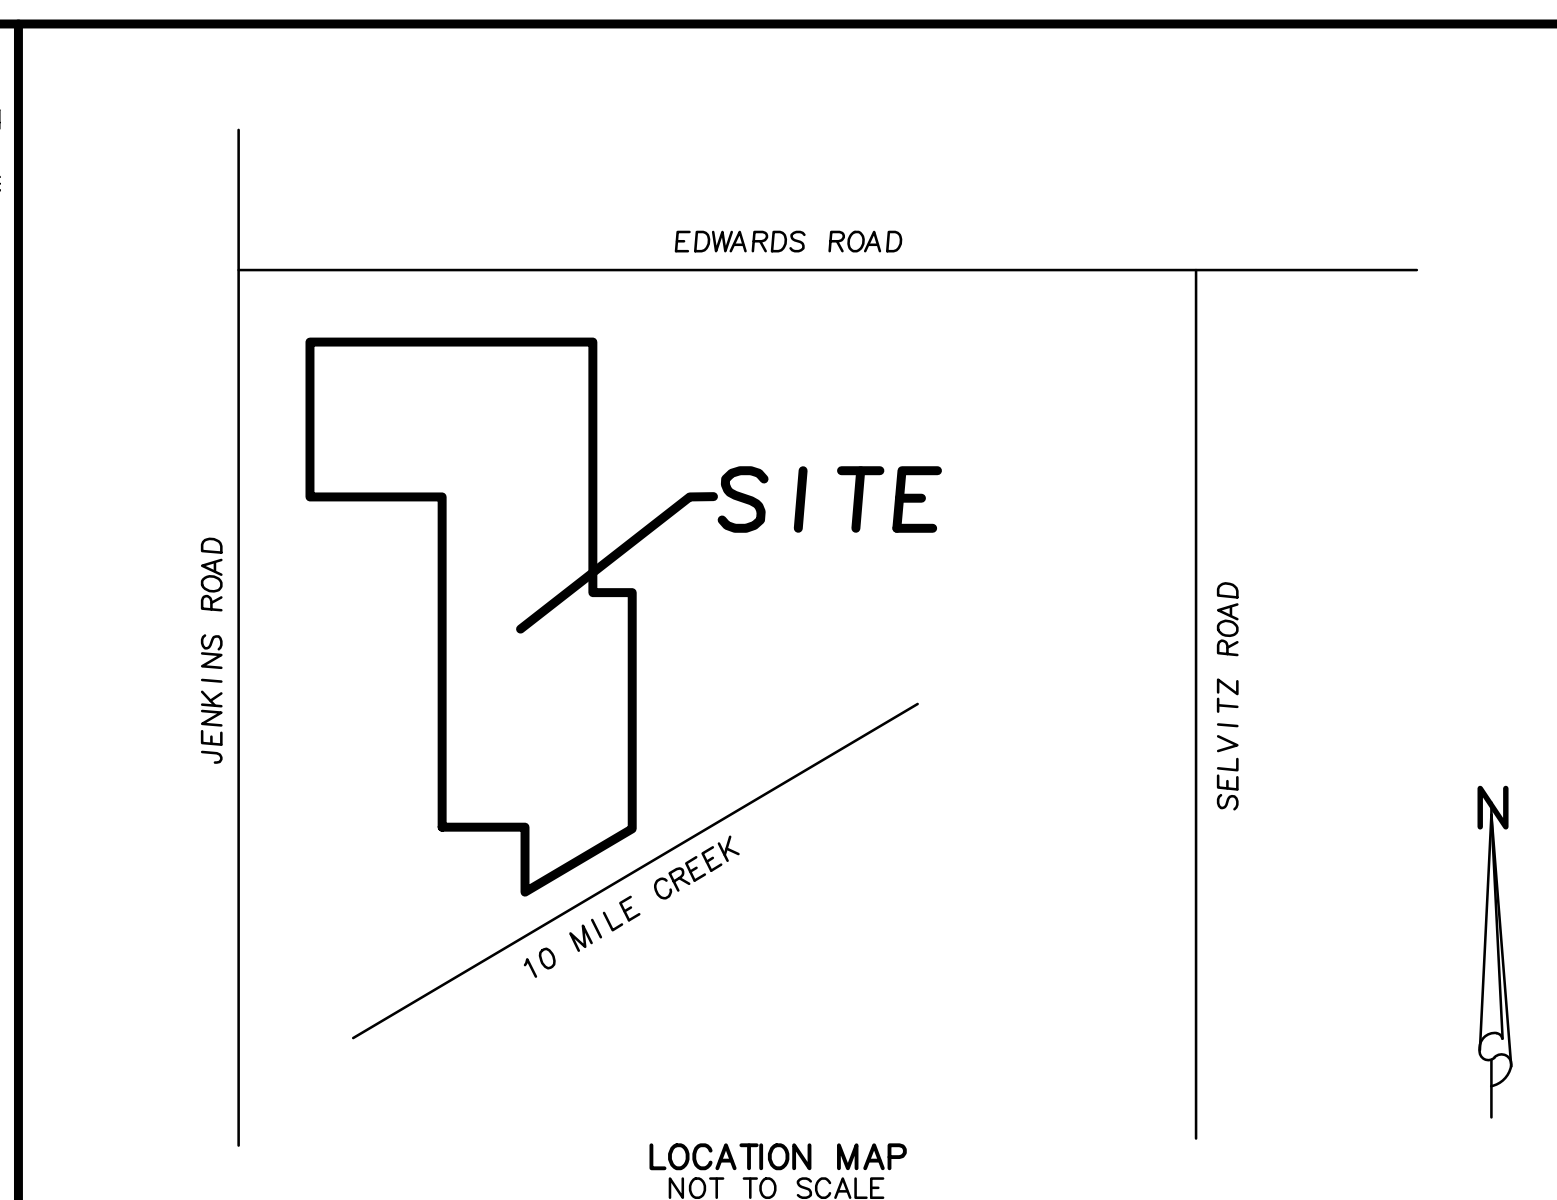 EDWARDS ROAD
SITE
JENKINS ROAD
SELVITZ ROAD
N
10 MILE CREEK
LOCATION MAP
NOT TO SCALE